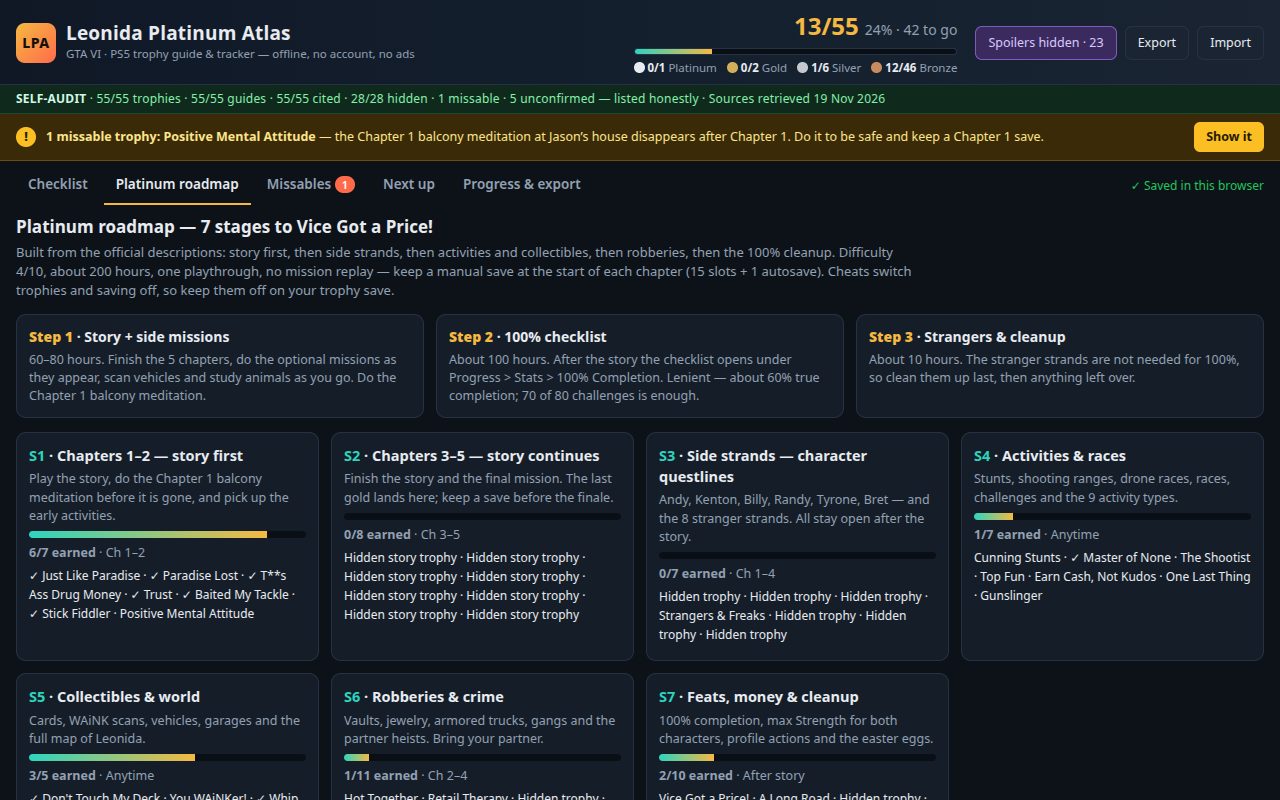 LPA
Leonida Platinum Atlas
GTA VI · PS5 trophy guide & tracker — offline, no account, no ads
13/55 24% · 42 to go
0/1 Platinum 0/2 Gold 1/6 Silver 12/46 Bronze
Spoilers hidden · 23
Export
Import
SELF-AUDIT · 55/55 trophies · 55/55 guides · 55/55 cited · 28/28 hidden · 1 missable · 5 unconfirmed — listed honestly · Sources retrieved 19 Nov 2026
! 1 missable trophy: Positive Mental Attitude — the Chapter 1 balcony meditation at Jason’s house disappears after Chapter 1. Do it to be safe and keep a Chapter 1 save.
Show it
Checklist
Platinum roadmap
Missables 1
Next up
Progress & export
✓ Saved in this browser
Platinum roadmap — 7 stages to Vice Got a Price!
Built from the official descriptions: story first, then side strands, then activities and collectibles, then robberies, then the 100% cleanup. Difficulty
4/10, about 200 hours, one playthrough, no mission replay — keep a manual save at the start of each chapter (15 slots + 1 autosave). Cheats switch
trophies and saving off, so keep them off on your trophy save.
Step 1 · Story + side missions
60–80 hours. Finish the 5 chapters, do the optional missions as
they appear, scan vehicles and study animals as you go. Do the
Chapter 1 balcony meditation.
Step 2 · 100% checklist
About 100 hours. After the story the checklist opens under
Progress > Stats > 100% Completion. Lenient — about 60% true
completion; 70 of 80 challenges is enough.
Step 3 · Strangers & cleanup
About 10 hours. The stranger strands are not needed for 100%,
so clean them up last, then anything left over.
S1 · Chapters 1–2 — story first
Play the story, do the Chapter 1 balcony
meditation before it is gone, and pick up the
early activities.
6/7 earned · Ch 1–2
✓ Just Like Paradise · ✓ Paradise Lost · ✓ T**s
Ass Drug Money · ✓ Trust · ✓ Baited My Tackle ·
✓ Stick Fiddler · Positive Mental Attitude
S2 · Chapters 3–5 — story continues
Finish the story and the final mission. The last
gold lands here; keep a save before the finale.
0/8 earned · Ch 3–5
Hidden story trophy · Hidden story trophy ·
Hidden story trophy · Hidden story trophy ·
Hidden story trophy · Hidden story trophy ·
Hidden story trophy · Hidden story trophy
S3 · Side strands — character
questlines
Andy, Kenton, Billy, Randy, Tyrone, Bret — and
the 8 stranger strands. All stay open after the
story.
0/7 earned · Ch 1–4
Hidden trophy · Hidden trophy · Hidden trophy ·
Strangers & Freaks · Hidden trophy · Hidden
trophy · Hidden trophy
S4 · Activities & races
Stunts, shooting ranges, drone races, races,
challenges and the 9 activity types.
1/7 earned · Anytime
Cunning Stunts · ✓ Master of None · The Shootist
· Top Fun · Earn Cash, Not Kudos · One Last Thing
· Gunslinger
S5 · Collectibles & world
Cards, WAiNK scans, vehicles, garages and the
full map of Leonida.
3/5 earned · Anytime
✓ Don't Touch My Deck · You WAiNKer! · ✓ Whip
S6 · Robberies & crime
Vaults, jewelry, armored trucks, gangs and the
partner heists. Bring your partner.
1/11 earned · Ch 2–4
Hot Together · Retail Therapy · Hidden trophy ·
S7 · Feats, money & cleanup
100% completion, max Strength for both
characters, profile actions and the easter eggs.
2/10 earned · After story
Vice Got a Price! · A Long Road · Hidden trophy ·